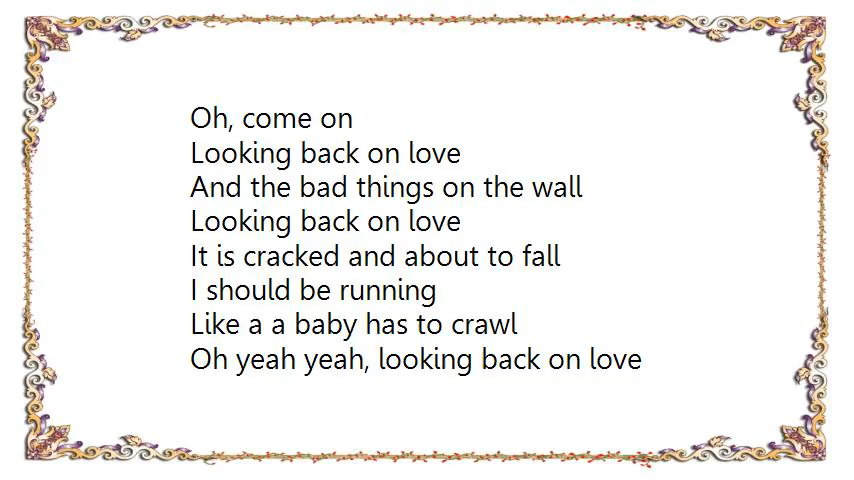 Oh, come on
Looking back on love
And the bad things on the wall
Looking back on love
It is cracked and about to fall
I should be running
Like a a baby has to crawl
Oh yeah yeah, looking back on love